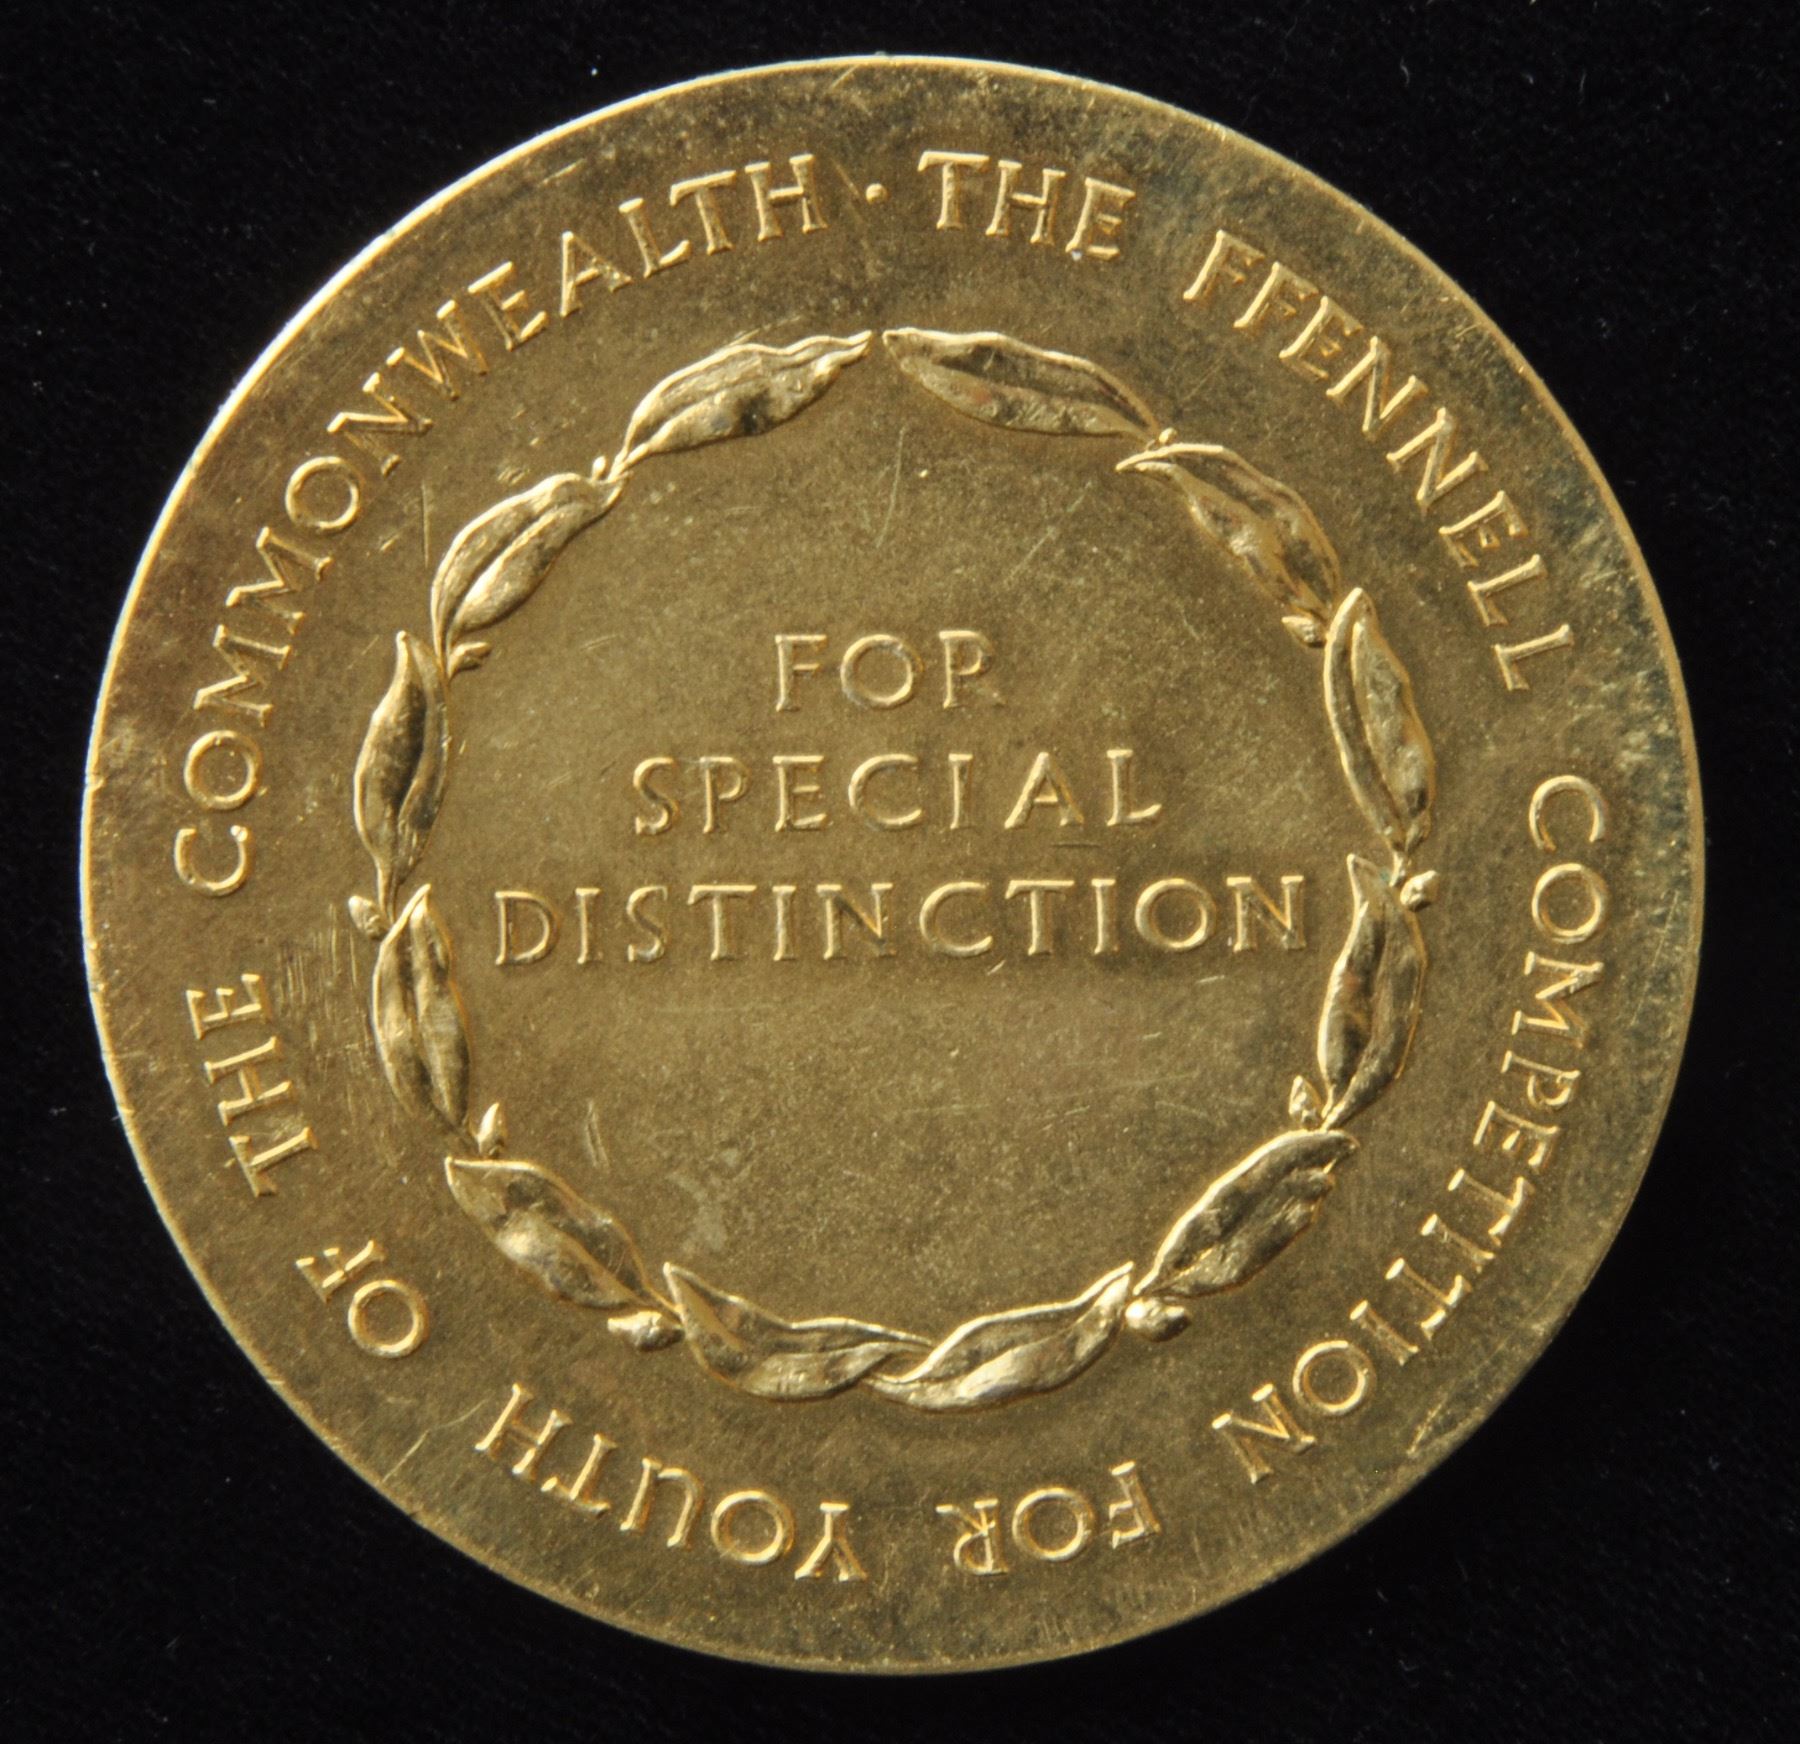 THE FFENNELL COMPETITION FOR YOUTH OF THE COMMONWEALTH ·
FOR
SPECIAL
DISTINCTION